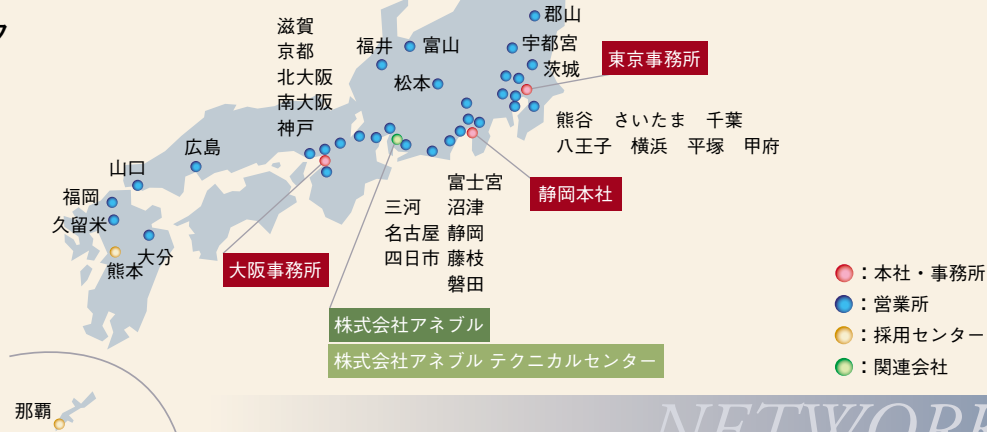 郡山
滋賀
京都
北大阪
南大阪
神戸
福井
富山
宇都宮
茨城
松本
東京事務所
熊谷 さいたま 千葉
八王子 横浜 平塚 甲府
広島
山口
福岡
久留米
大分
熊本
富士宮
沼津
静岡
藤枝
磐田
三河
名古屋
四日市
静岡本社
大阪事務所
株式会社アネブル
株式会社アネブル テクニカルセンター
：本社・事務所
：営業所
：採用センター
：関連会社
那覇
NETWORK